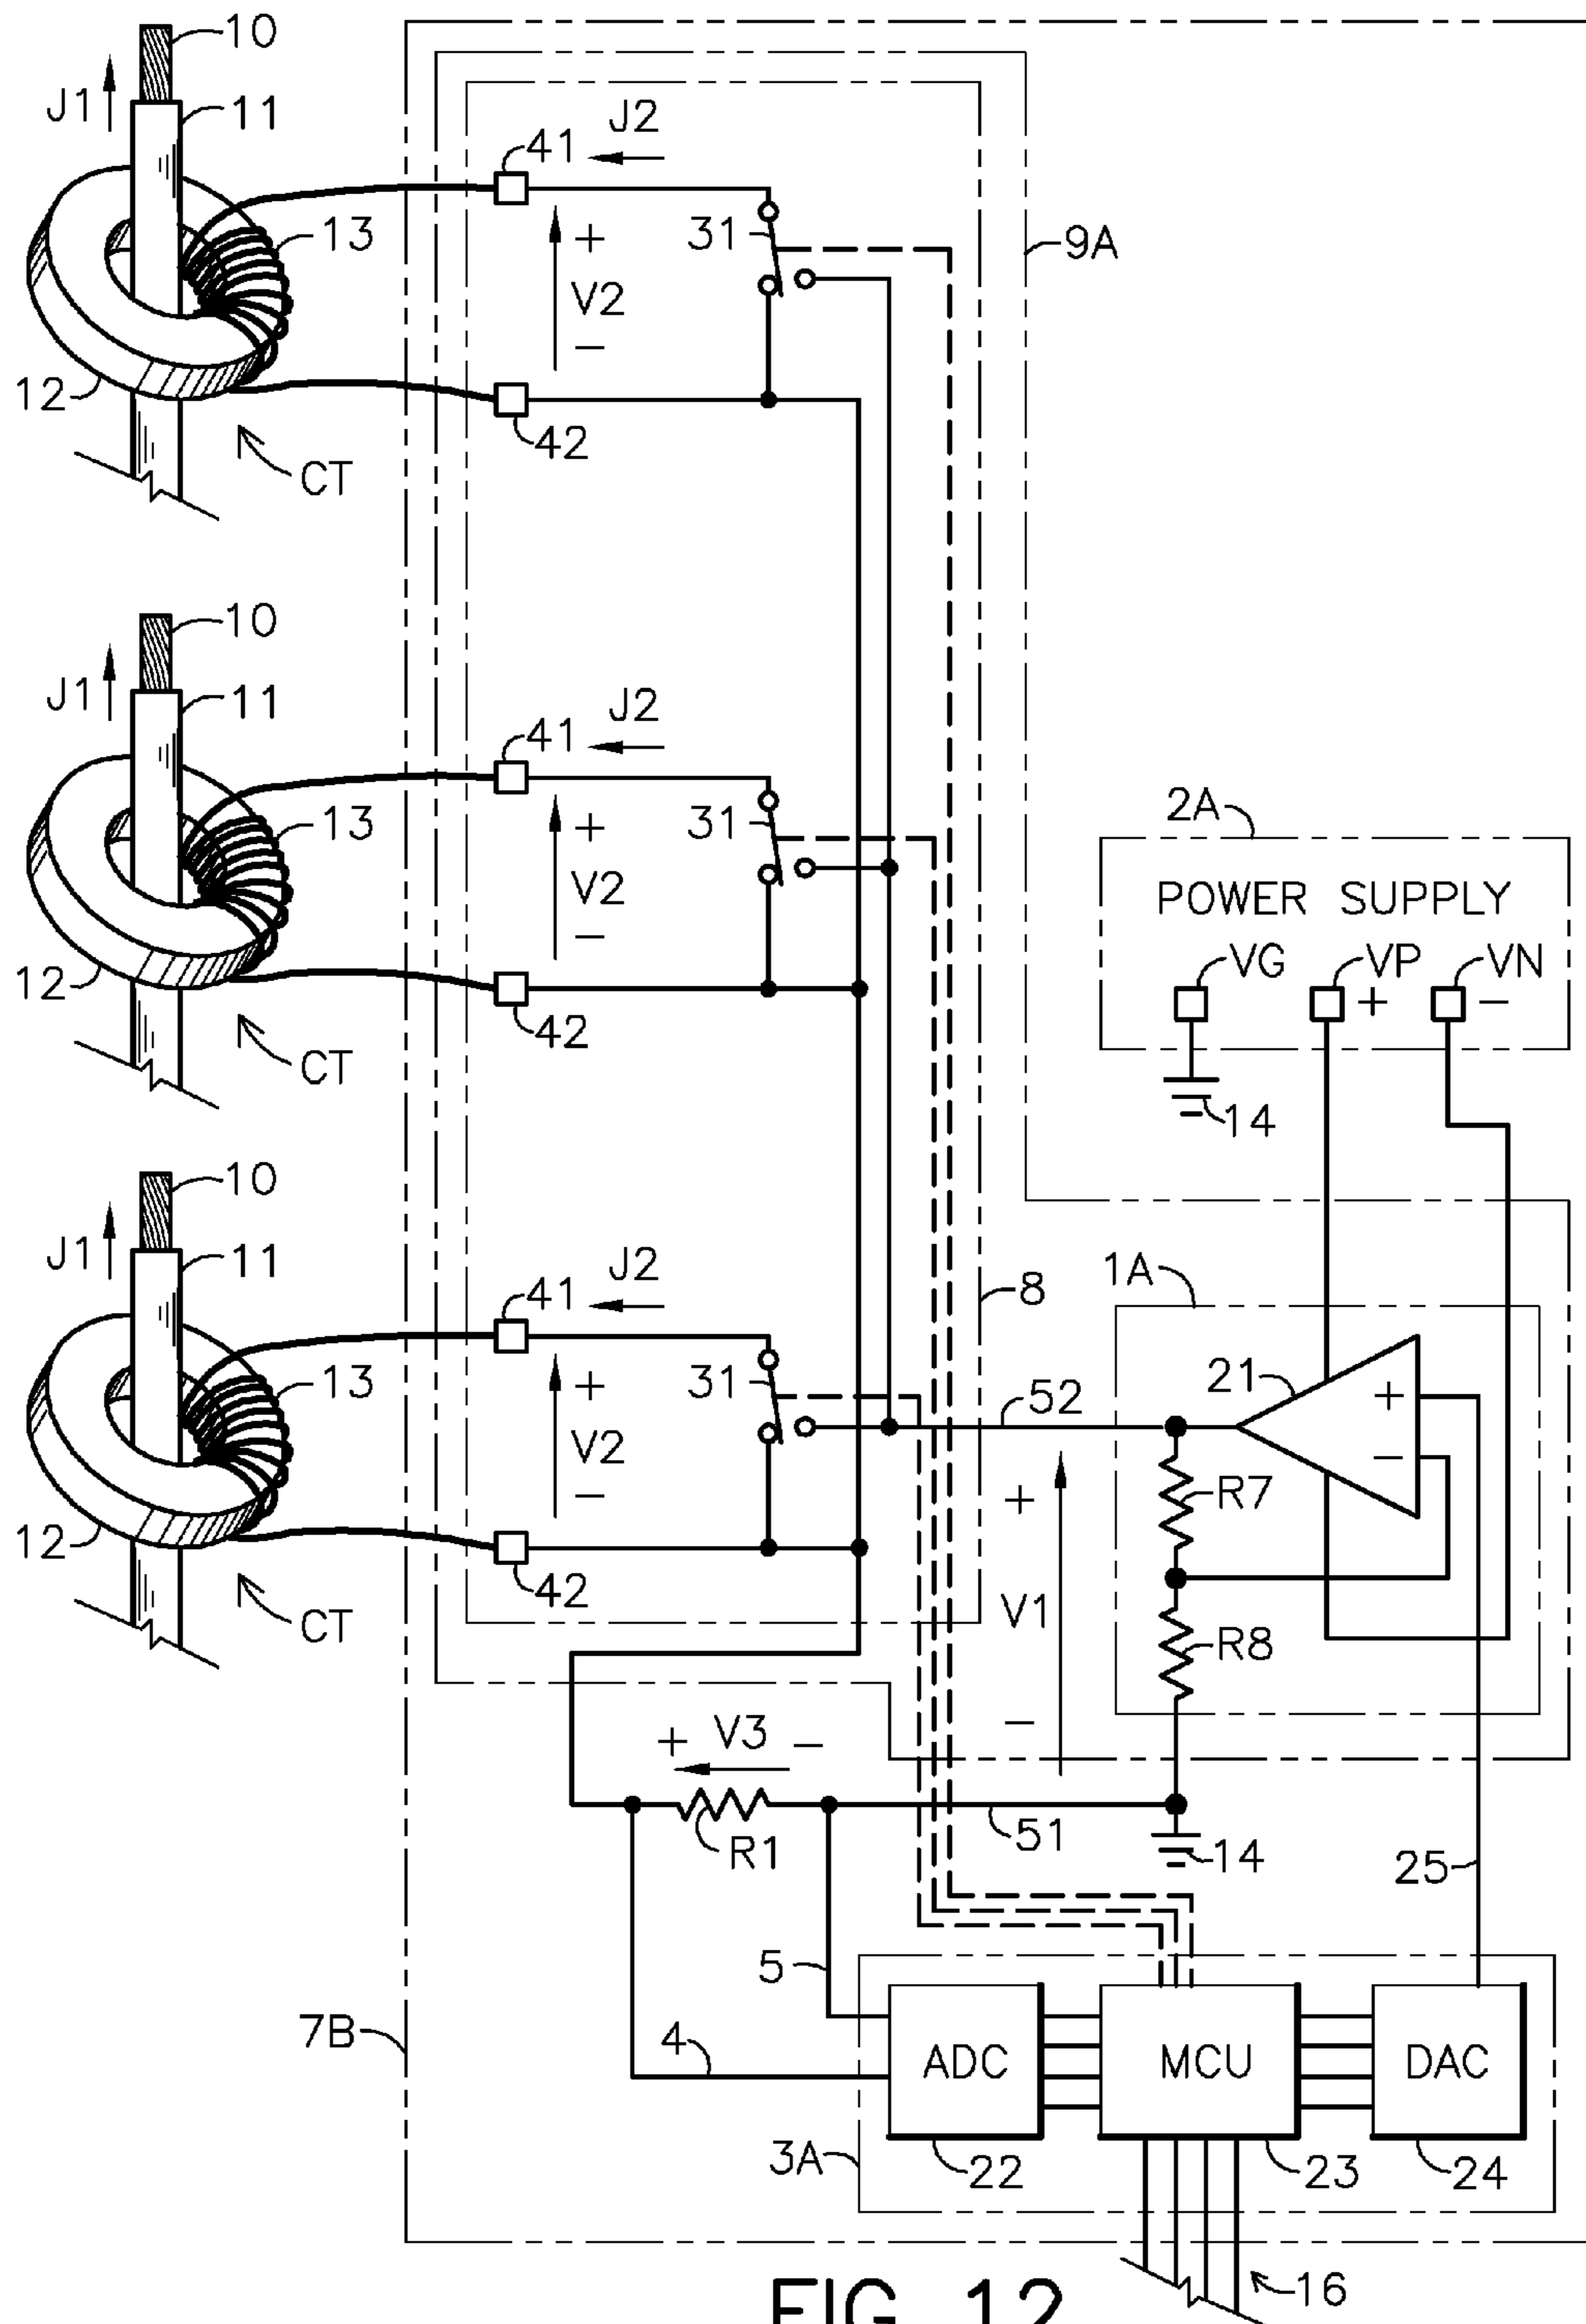 10
J1
11
J2
41
13
31
9A
+
V2
−
12
42
CT
10
J1
11
J2
41
13
31
2A
+
V2
−
POWER SUPPLY
VG
VP
+
VN
−
12
42
CT
14
10
J1
11
J2
41
8
1A
13
31
+
V2
−
52
21
+
−
R7
12
42
CT
+
V1
−
R8
+ V3 −
R1
51
14
25
5
7B
4
ADC
MCU
DAC
3A
22
23
24
16
FIG. 12